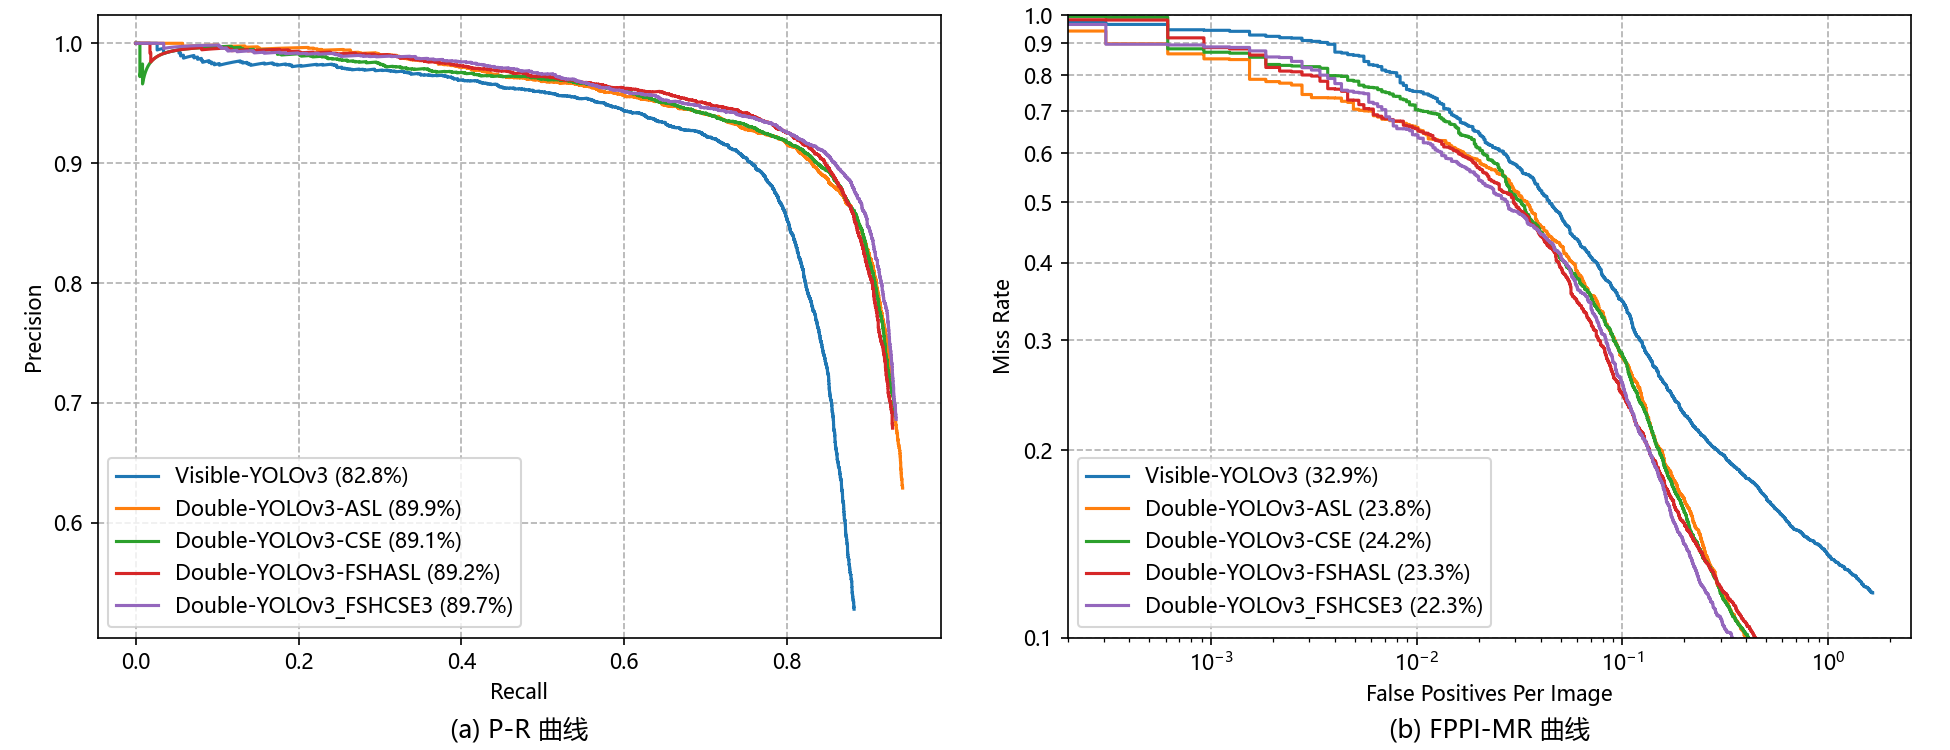 1.0
0.9
0.8
0.7
0.6
Precision
0.0
0.2
0.4
0.6
0.8
Recall
Visible-YOLOv3 (82.8%)
Double-YOLOv3-ASL (89.9%)
Double-YOLOv3-CSE (89.1%)
Double-YOLOv3-FSHASL (89.2%)
Double-YOLOv3_FSHCSE3 (89.7%)
(a) P-R 曲线
1.0
0.9
0.8
0.7
0.6
0.5
0.4
0.3
0.2
0.1
Miss Rate
10⁻³
10⁻²
10⁻¹
10⁰
False Positives Per Image
Visible-YOLOv3 (32.9%)
Double-YOLOv3-ASL (23.8%)
Double-YOLOv3-CSE (24.2%)
Double-YOLOv3-FSHASL (23.3%)
Double-YOLOv3_FSHCSE3 (22.3%)
(b) FPPI-MR 曲线